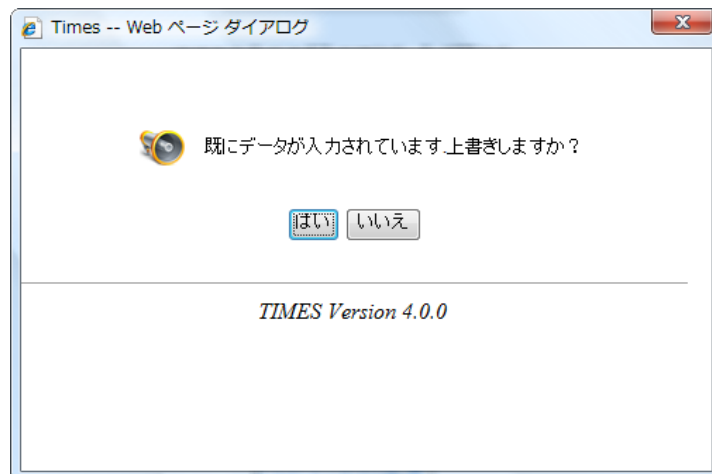 Times -- Web ページ ダイアログ
既にデータが入力されています.上書きしますか？
はい いいえ
TIMES Version 4.0.0